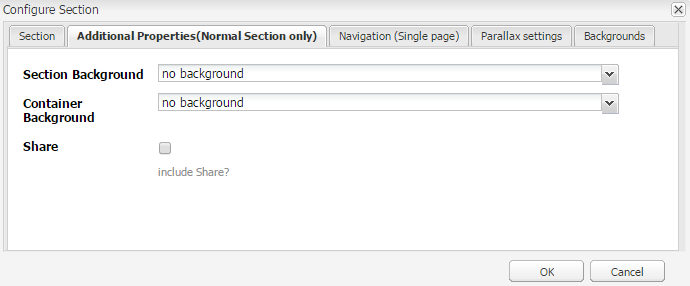 Configure Section
Section Additional Properties(Normal Section only) Navigation (Single page) Parallax settings Backgrounds
Section Background no background
Container Background no background
Share
include Share?
OK Cancel